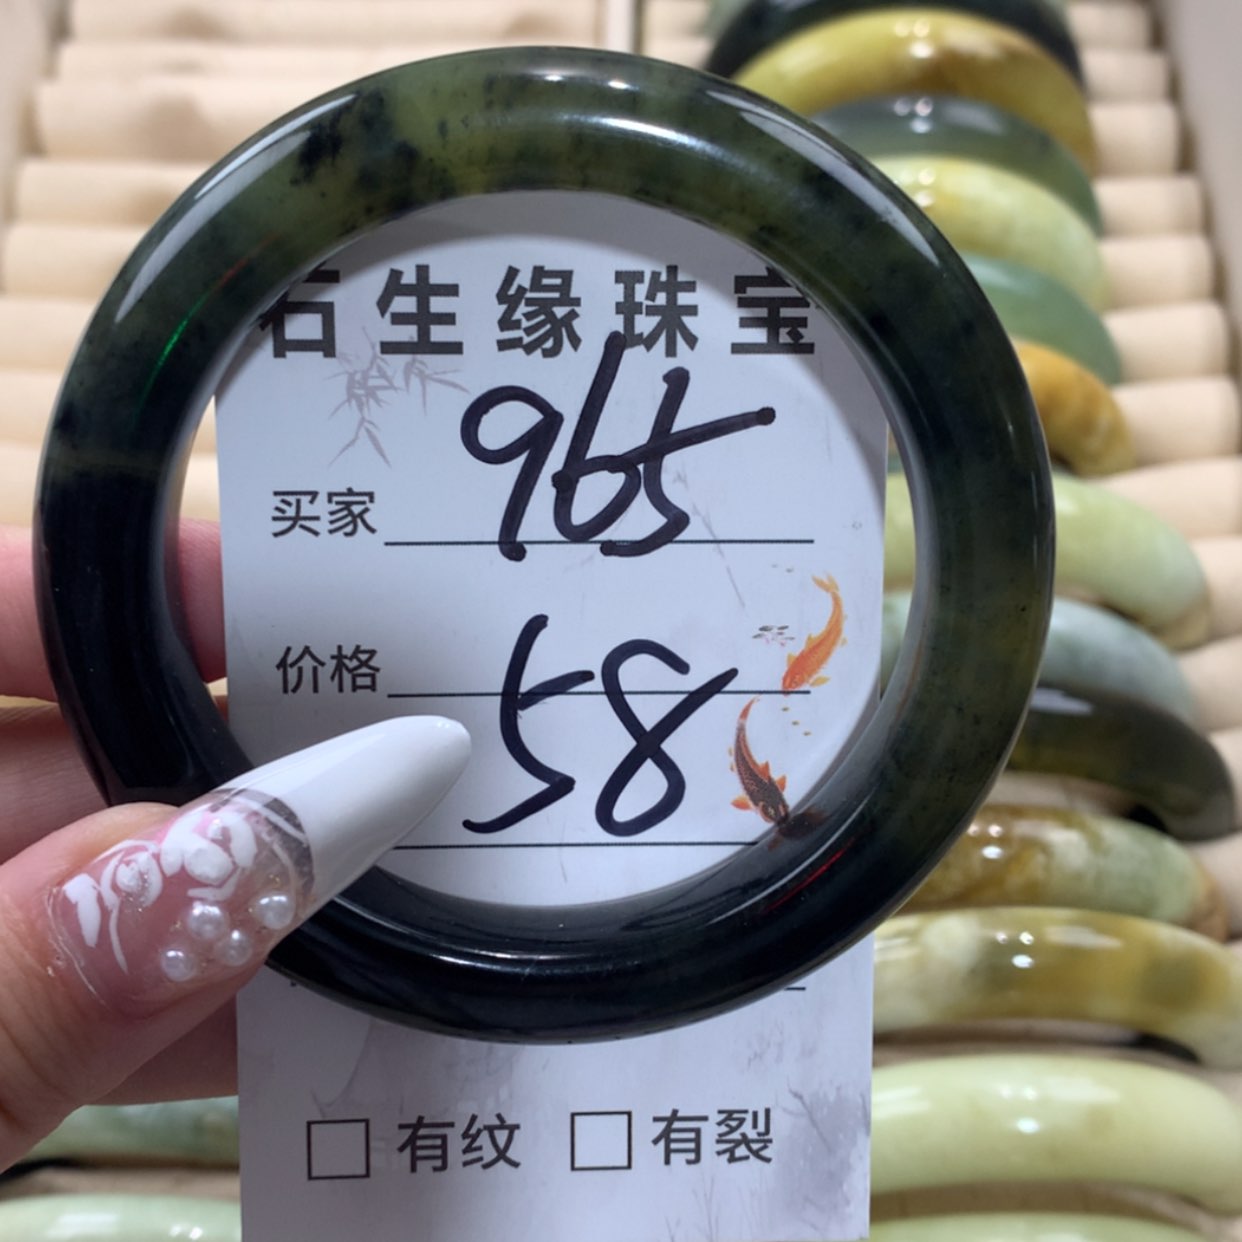 石生缘珠宝
买家 965
价格 58
□ 有纹 □ 有裂